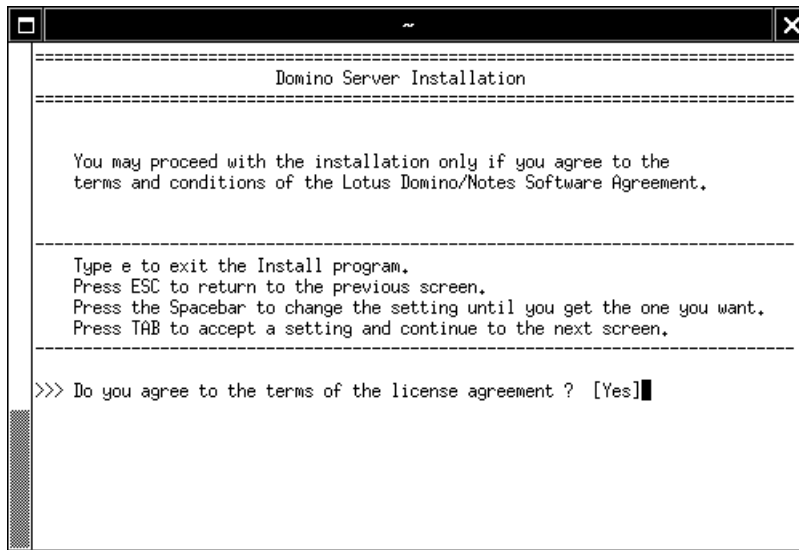 ~
================================================================================
Domino Server Installation
================================================================================
You may proceed with the installation only if you agree to the
terms and conditions of the Lotus Domino/Notes Software Agreement.
--------------------------------------------------------------------------------
Type e to exit the Install program.
Press ESC to return to the previous screen.
Press the Spacebar to change the setting until you get the one you want.
Press TAB to accept a setting and continue to the next screen.
--------------------------------------------------------------------------------
>>> Do you agree to the terms of the license agreement ?  [Yes]